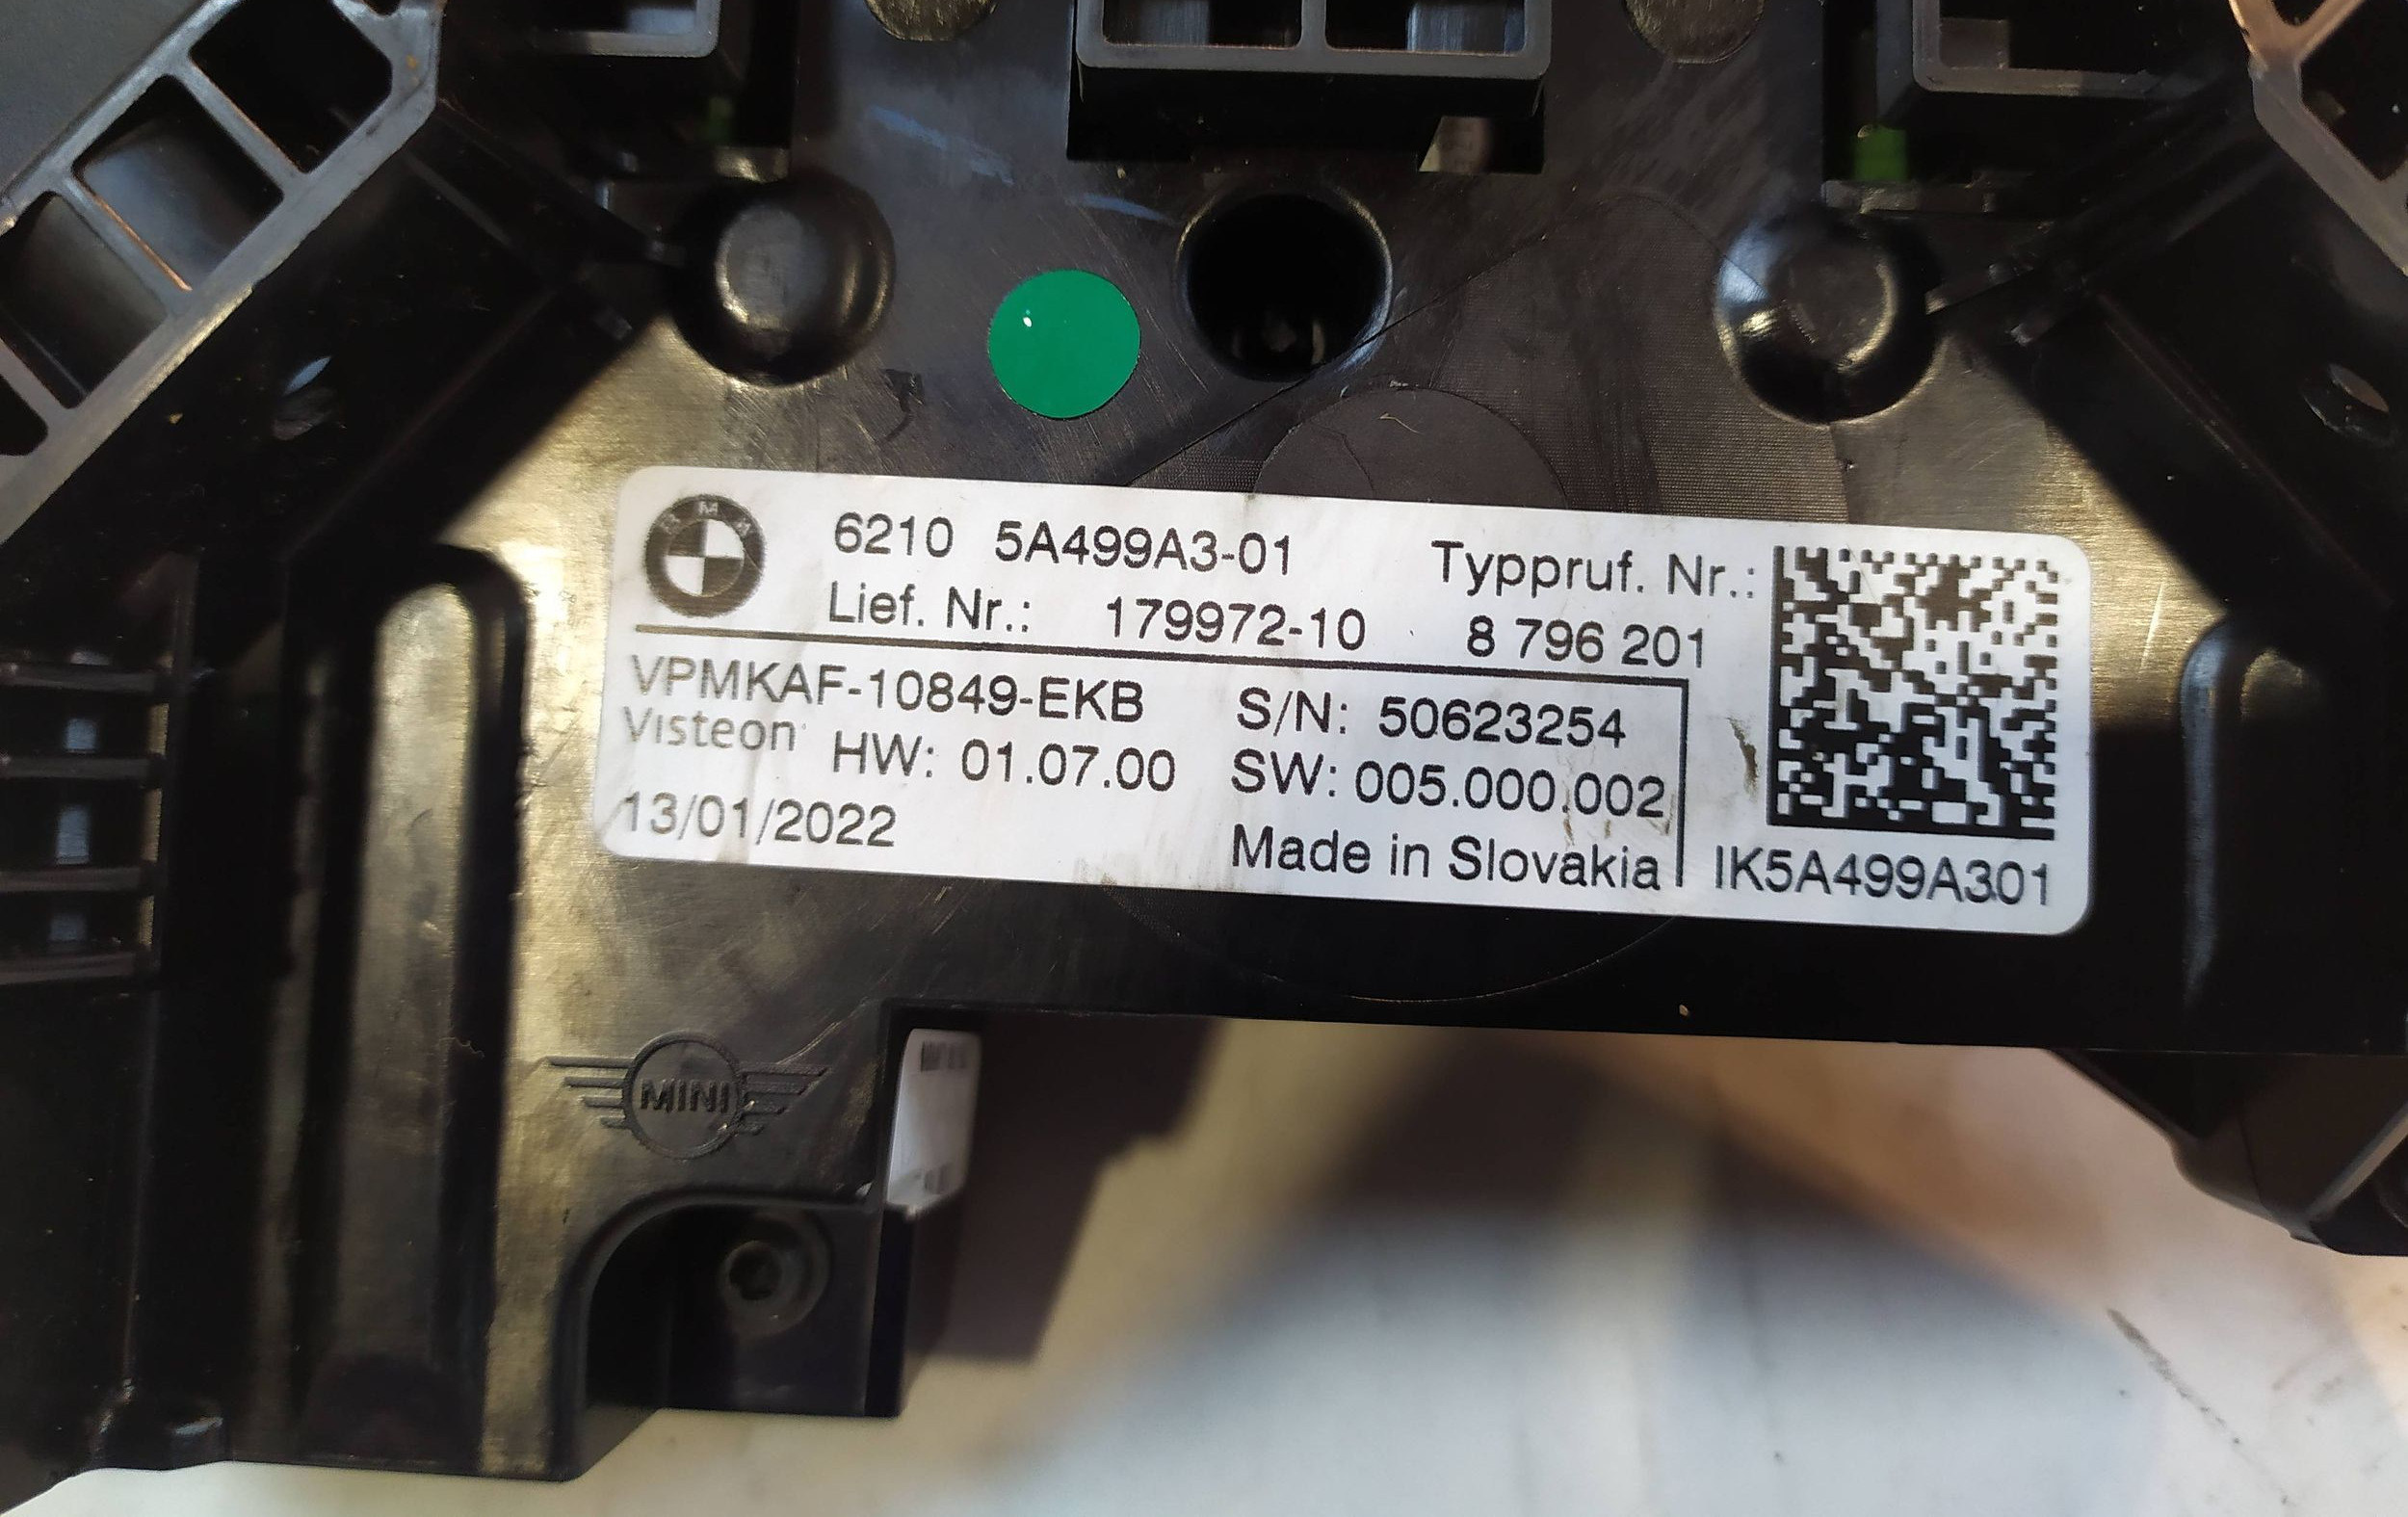 BMW
6210 5A499A3-01 Typpruf. Nr.:
Lief. Nr.: 179972-10 8 796 201
VPMKAF-10849-EKB S/N: 50623254
Visteon HW: 01.07.00 SW: 005.000.002
13/01/2022 Made in Slovakia
IK5A499A301
MINI